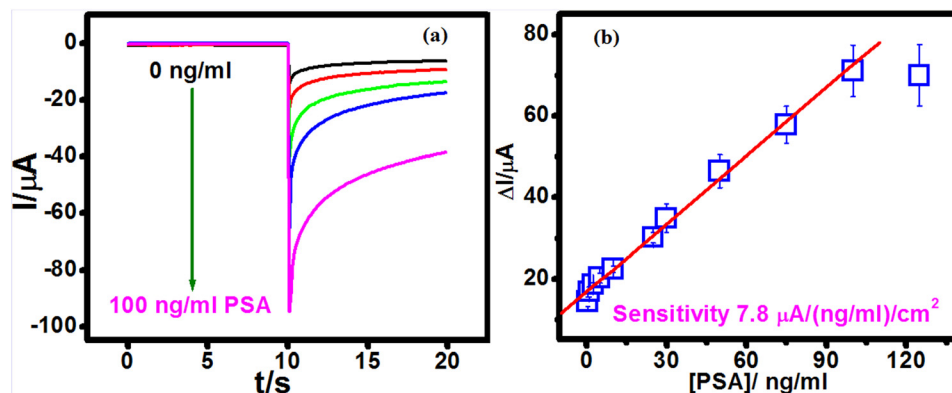 (a)
0 ng/ml
100 ng/ml PSA
I/μA
0
-20
-40
-60
-80
-100
0 5 10 15 20
t/s
(b)
ΔI/μA
80
60
40
20
Sensitivity 7.8 μA/(ng/ml)/cm²
0 30 60 90 120
[PSA]/ ng/ml